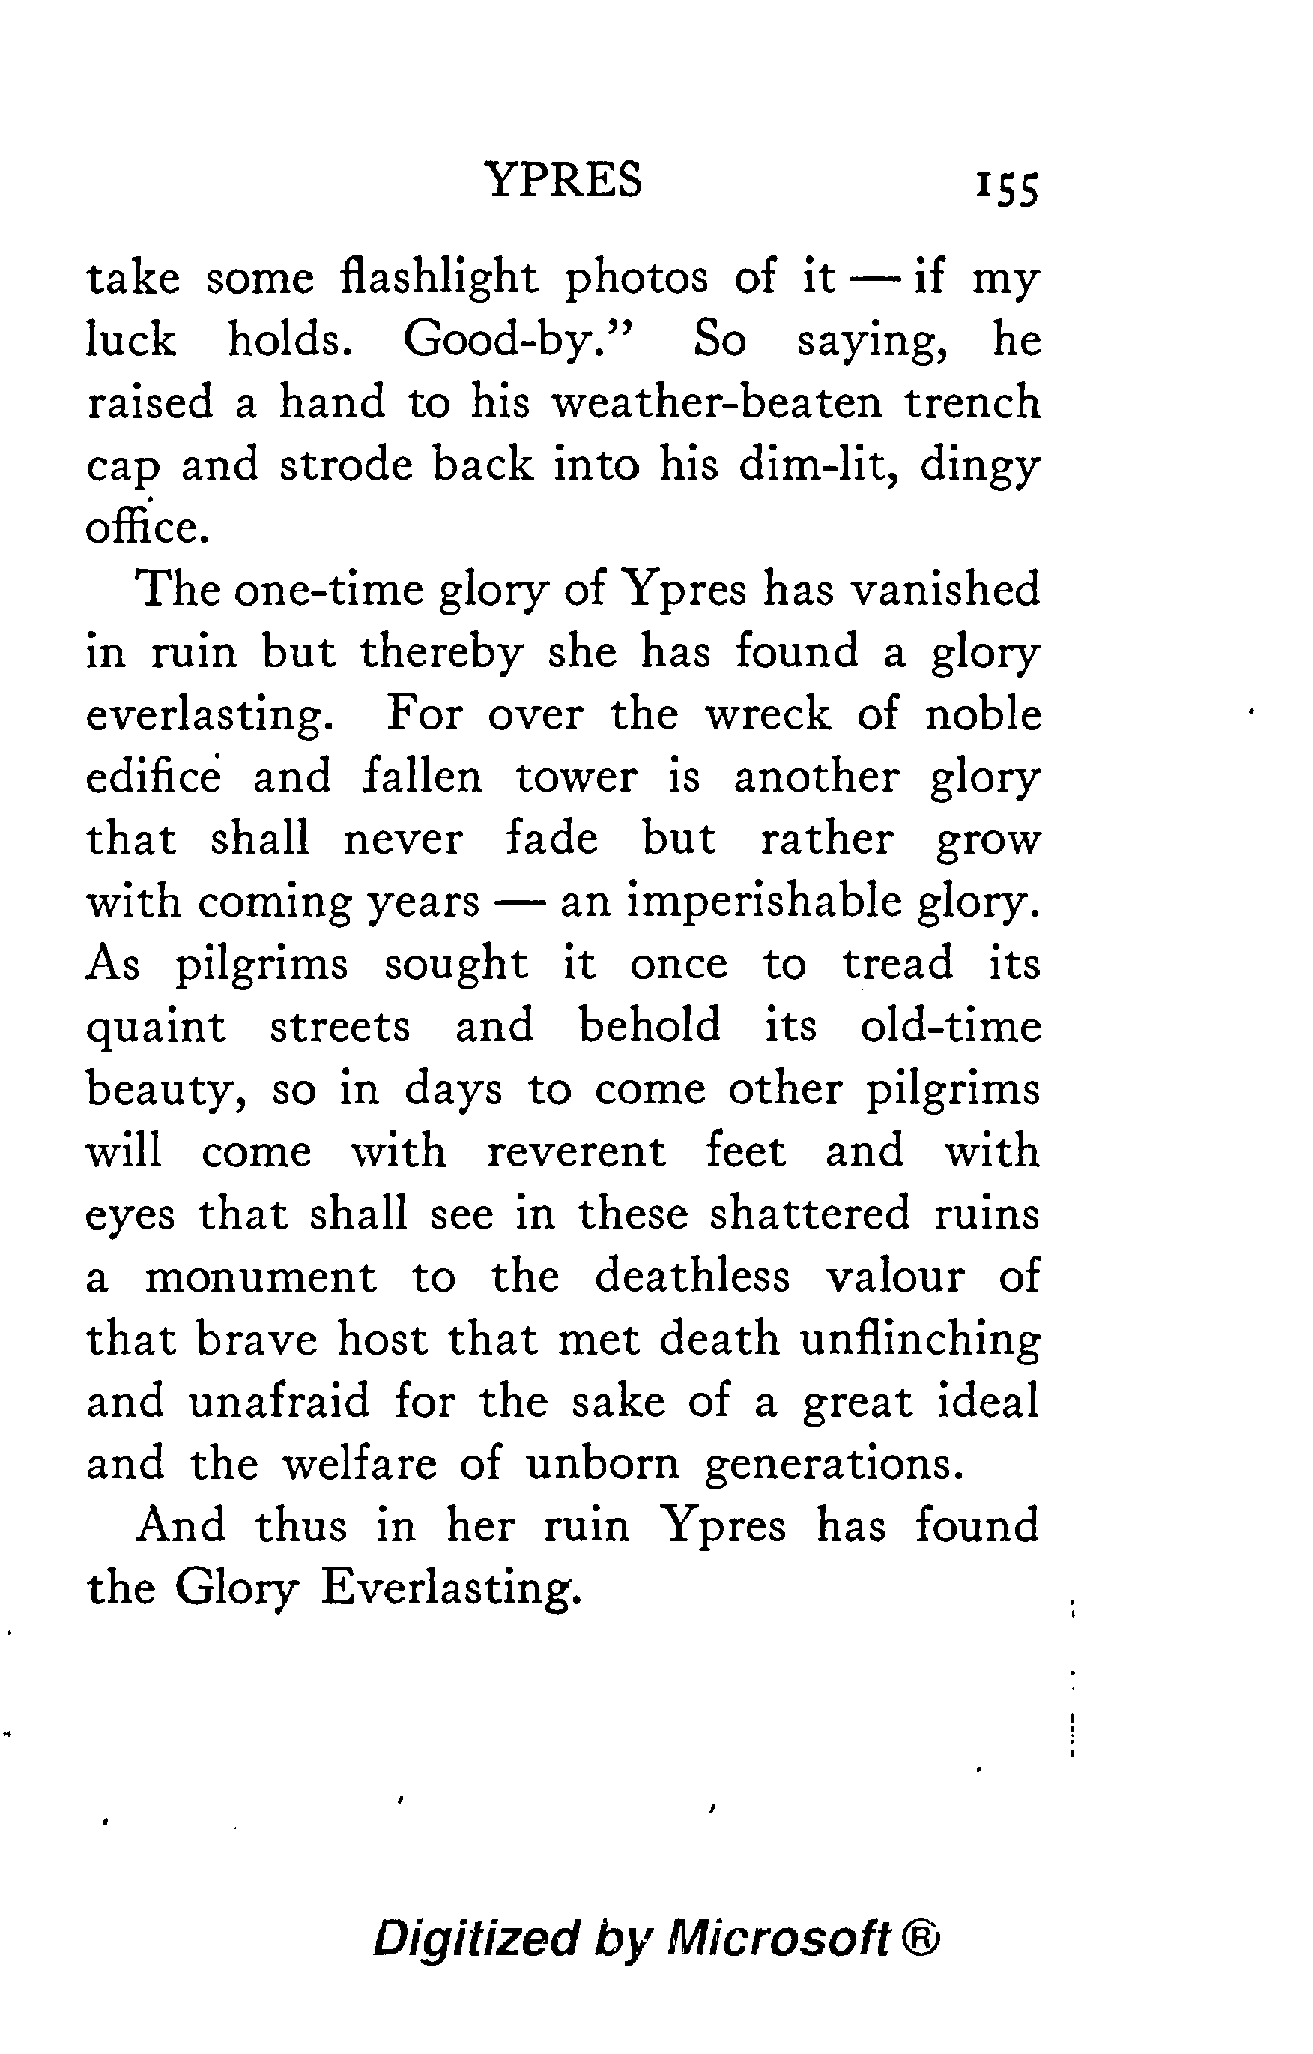 YPRES 155
take some flashlight photos of it — if my
luck holds. Good-by.” So saying, he
raised a hand to his weather-beaten trench
cap and strode back into his dim-lit, dingy
office.
The one-time glory of Ypres has vanished
in ruin but thereby she has found a glory
everlasting. For over the wreck of noble
edifice and fallen tower is another glory
that shall never fade but rather grow
with coming years — an imperishable glory.
As pilgrims sought it once to tread its
quaint streets and behold its old-time
beauty, so in days to come other pilgrims
will come with reverent feet and with
eyes that shall see in these shattered ruins
a monument to the deathless valour of
that brave host that met death unflinching
and unafraid for the sake of a great ideal
and the welfare of unborn generations.
And thus in her ruin Ypres has found
the Glory Everlasting.
Digitized by Microsoft ®